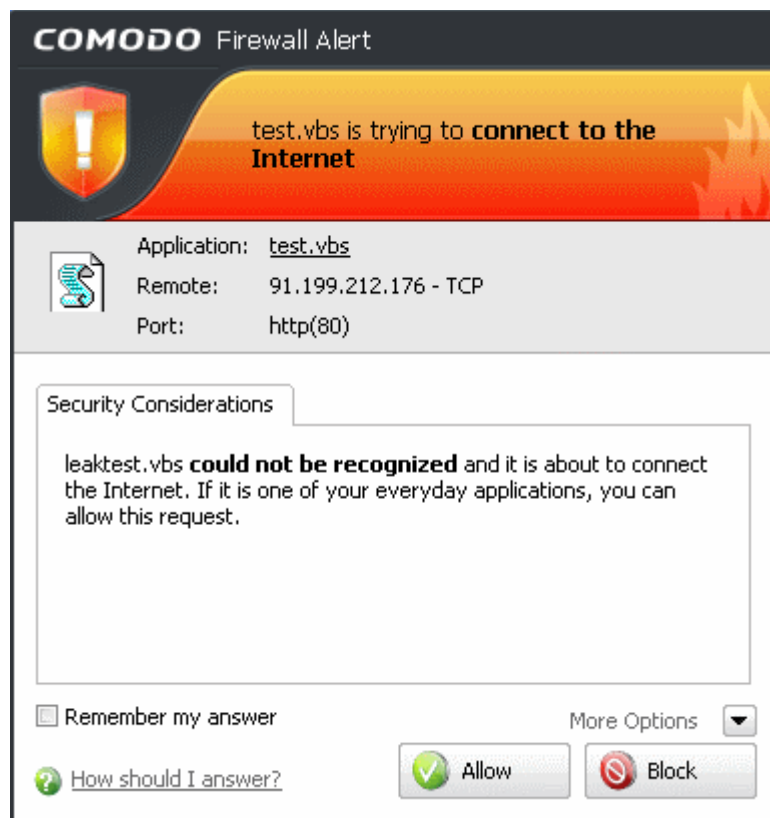 COMODO Firewall Alert
test.vbs is trying to connect to the
Internet
Application: test.vbs
Remote: 91.199.212.176 - TCP
Port: http(80)
Security Considerations
leaktest.vbs could not be recognized and it is about to connect
the Internet. If it is one of your everyday applications, you can
allow this request.
Remember my answer
More Options
How should I answer?
Allow
Block